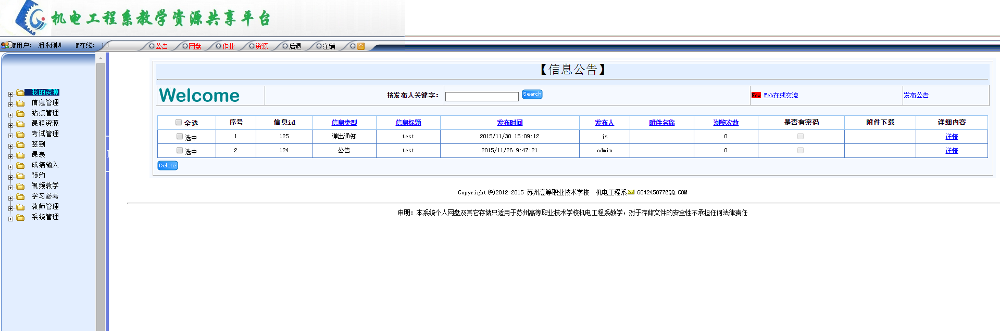 机电工程系教学资源共享平台
『用户： 潘永刚』 『在线： 1』 公告 网盘 作业 资源 后退 注销
我的资源
信息管理
站点管理
课程资源
考试管理
签到
课表
成绩输入
预约
视频教学
学习参考
教师管理
系统管理
【信息公告】
Welcome 按发布人关键字： Search New Web在线交流 发布公告
全选 序号 信息id 信息类型 信息标题 发布时间 发布人 附件名称 浏览次数 是否有密码 附件下载 详细内容
选中 1 125 弹出通知 test 2015/11/30 15:09:12 js 0 详情
选中 2 124 公告 test 2015/11/26 9:47:21 admin 0 详情
Delete
Copyright(©)2012-2015 苏州高等职业技术学校 机电工程系 664245877@QQ.COM
申明：本系统个人网盘及其它存储只适用于苏州高等职业技术学校机电工程系教学，对于存储文件的安全性不承担任何法律责任